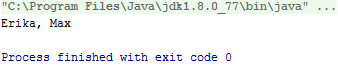 "C:\Program Files\Java\jdk1.8.0_77\bin\java" ...
Erika, Max
Process finished with exit code 0